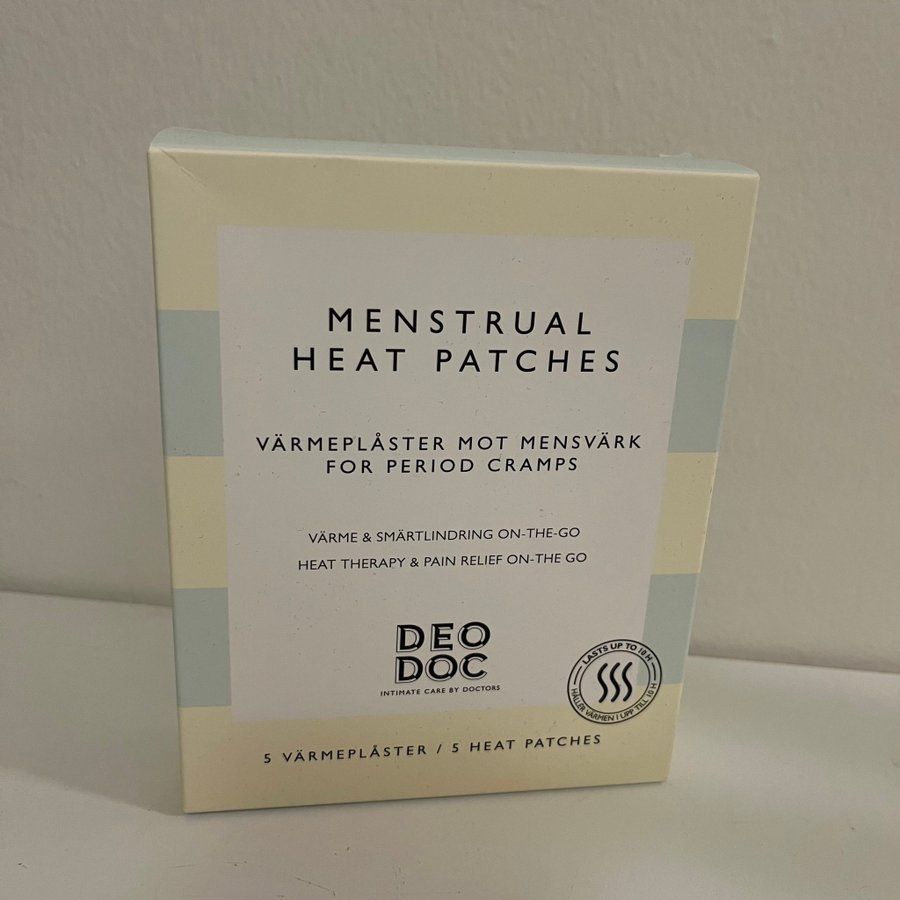 MENSTRUAL
HEAT PATCHES
VÄRMEPLÅSTER MOT MENSVÄRK
FOR PERIOD CRAMPS
VÄRME & SMÄRTLINDRING ON-THE-GO
HEAT THERAPY & PAIN RELIEF ON-THE GO
DEO
DOC
INTIMATE CARE BY DOCTORS
LASTS UP TO 10 H
HÅLLER VÄRMEN I UPP TILL 10 H
5 VÄRMEPLÅSTER / 5 HEAT PATCHES